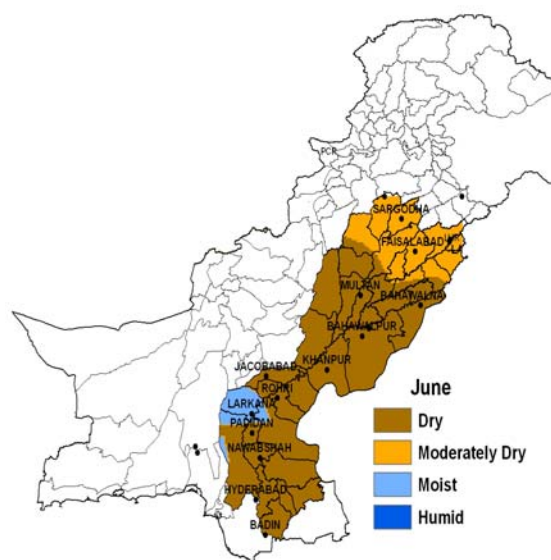 PCR
SARGODHA
FAISALABAD
MULTAN
BAHAWALNA
BAHAWALPUR
KHANPUR
JACOBABAD
ROHRI
LARKANA
PADIDAN
NAWABSHAH
HYDERABAD
BADIN
June
Dry
Moderately Dry
Moist
Humid